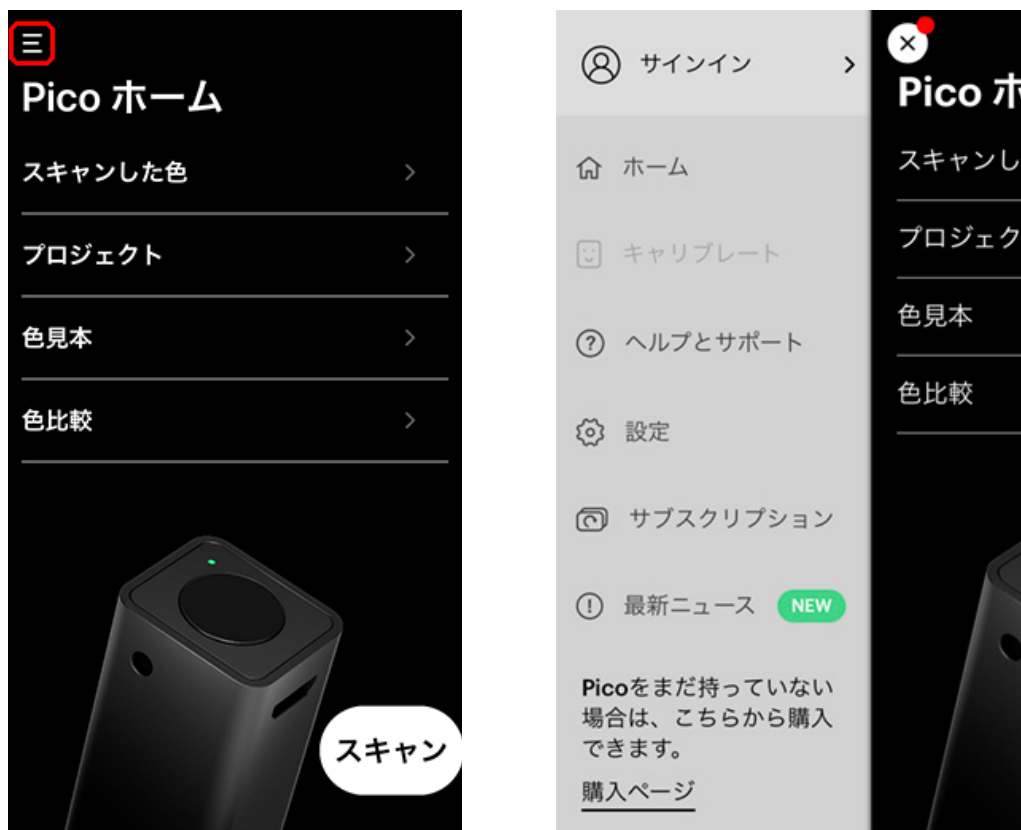 Pico ホーム
スキャンした色
プロジェクト
色見本
色比較
スキャン
サインイン
ホーム
キャリブレート
ヘルプとサポート
設定
サブスクリプション
最新ニュース NEW
Picoをまだ持っていない
場合は、こちらから購入
できます。
購入ページ
Pico ホ
スキャンし
プロジェク
色見本
色比較